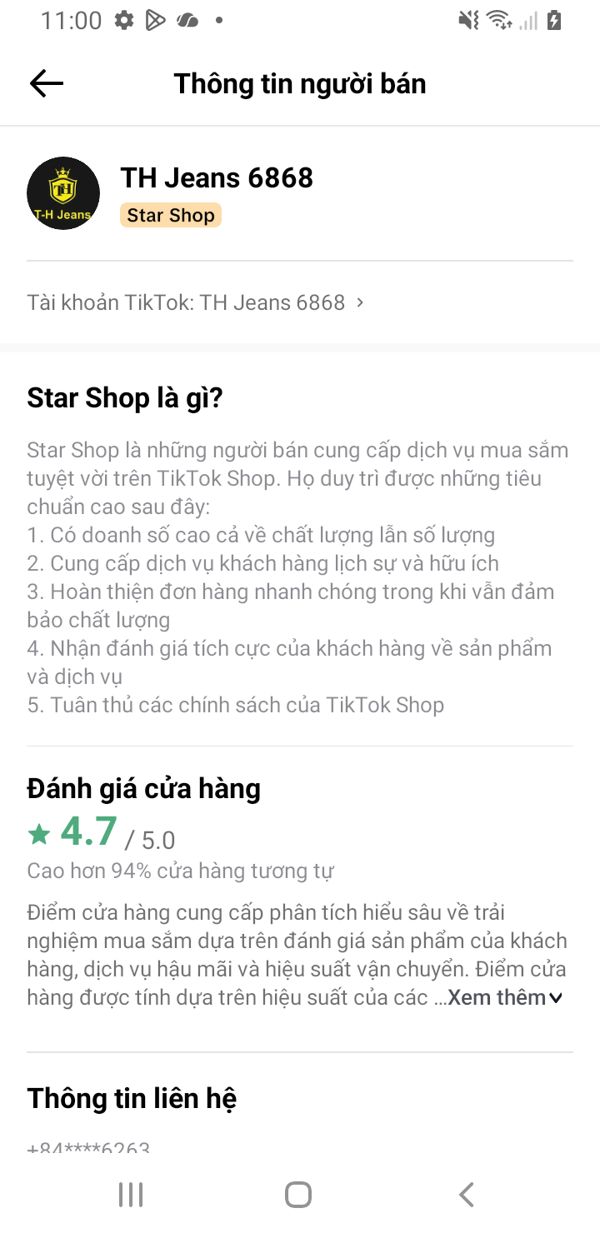 11:00
Thông tin người bán
TH
T-H Jeans
TH Jeans 6868
Star Shop
Tài khoản TikTok: TH Jeans 6868 >
Star Shop là gì?
Star Shop là những người bán cung cấp dịch vụ mua sắm
tuyệt vời trên TikTok Shop. Họ duy trì được những tiêu
chuẩn cao sau đây:
1. Có doanh số cao cả về chất lượng lẫn số lượng
2. Cung cấp dịch vụ khách hàng lịch sự và hữu ích
3. Hoàn thiện đơn hàng nhanh chóng trong khi vẫn đảm
bảo chất lượng
4. Nhận đánh giá tích cực của khách hàng về sản phẩm
và dịch vụ
5. Tuân thủ các chính sách của TikTok Shop
Đánh giá cửa hàng
4.7 / 5.0
Cao hơn 94% cửa hàng tương tự
Điểm cửa hàng cung cấp phân tích hiểu sâu về trải
nghiệm mua sắm dựa trên đánh giá sản phẩm của khách
hàng, dịch vụ hậu mãi và hiệu suất vận chuyển. Điểm cửa
hàng được tính dựa trên hiệu suất của các ...Xem thêm
Thông tin liên hệ
+84****6263